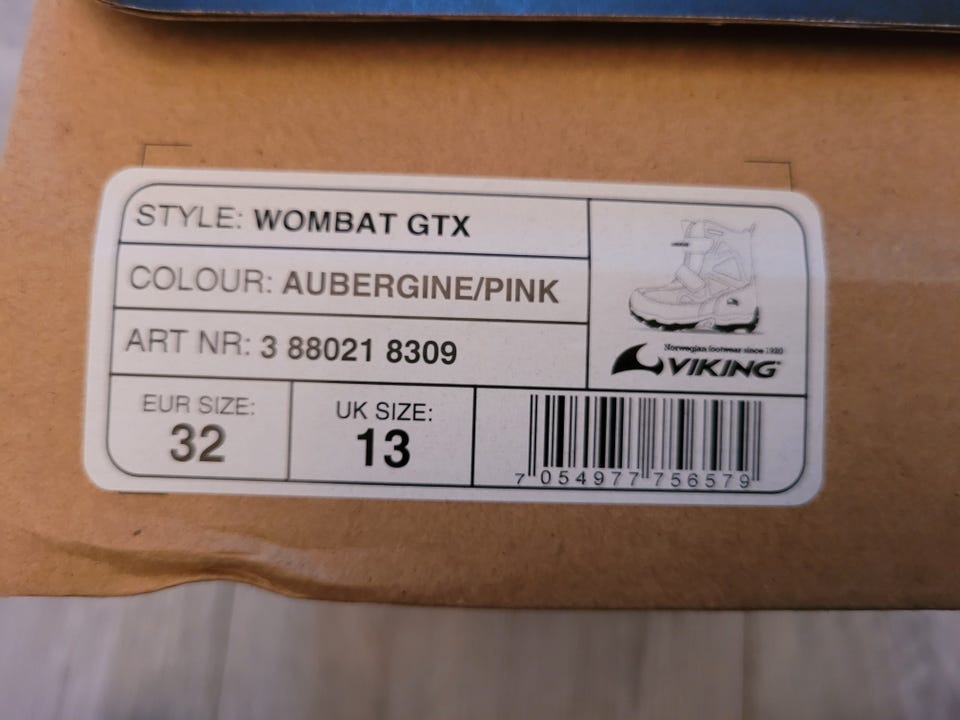 STYLE: WOMBAT GTX
COLOUR: AUBERGINE/PINK
ART NR: 3 88021 8309
Norwegian footwear since 1920
VIKING
EUR SIZE:
32
UK SIZE:
13
7 054977 756579